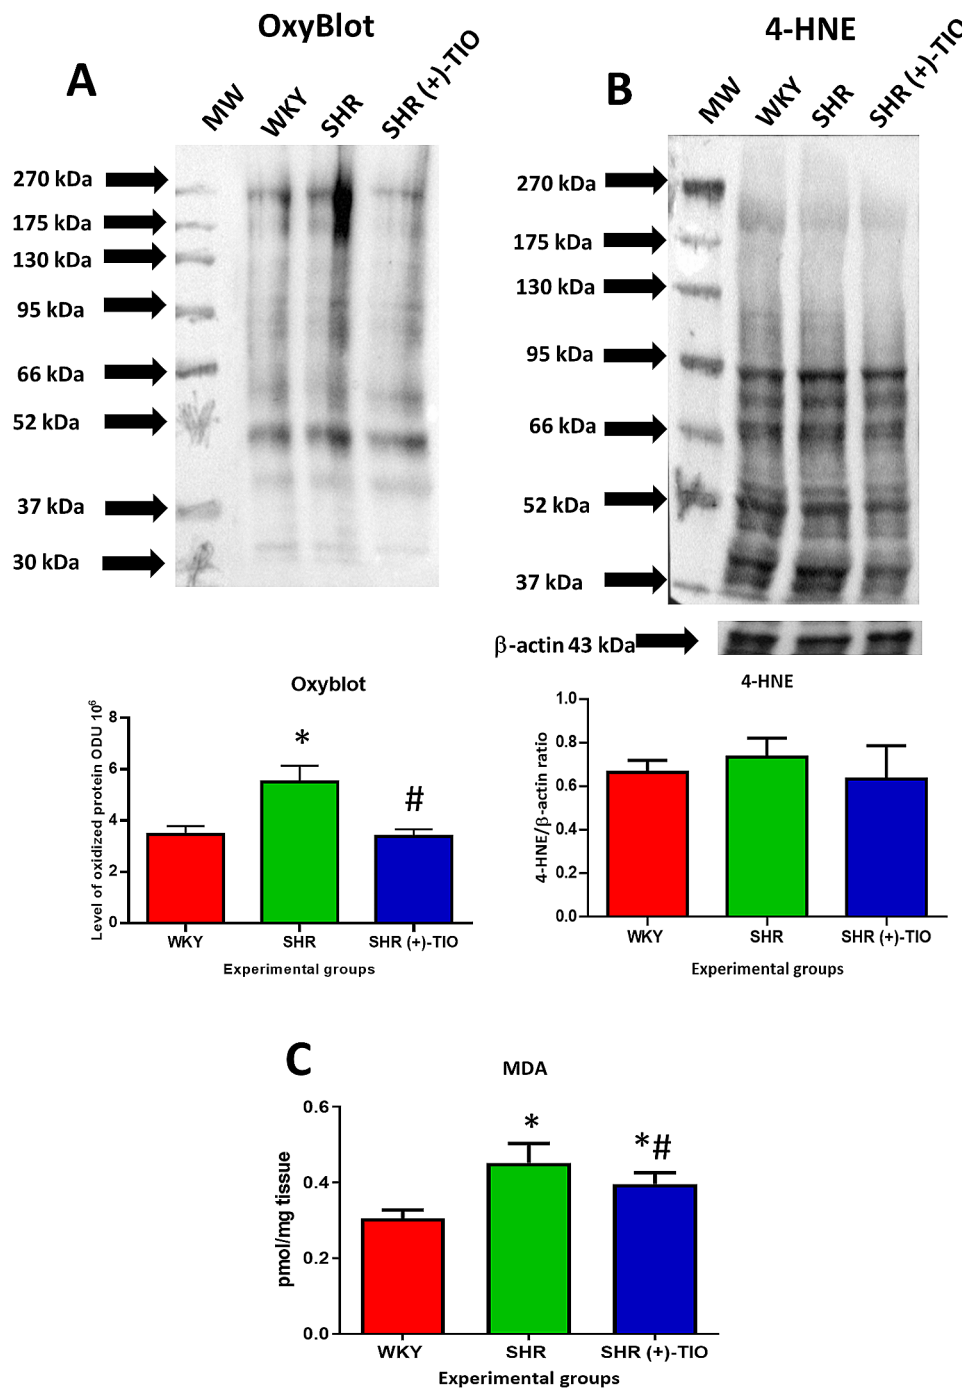 OxyBlot
A
MW
WKY
SHR
SHR (+)-TIO
270 kDa
175 kDa
130 kDa
95 kDa
66 kDa
52 kDa
37 kDa
30 kDa
Oxyblot
Level of oxidized protein ODU 10⁶
8
6
4
2
0
*
#
WKY
SHR
SHR (+)-TIO
Experimental groups
4-HNE
B
MW
WKY
SHR
SHR (+)-TIO
270 kDa
175 kDa
130 kDa
95 kDa
66 kDa
52 kDa
37 kDa
β-actin 43 kDa
4-HNE
4-HNE/β-actin ratio
1.0
0.8
0.6
0.4
0.2
0.0
WKY
SHR
SHR (+)-TIO
Experimental groups
C
MDA
pmol/mg tissue
0.6
0.4
0.2
0.0
*
*#
WKY
SHR
SHR (+)-TIO
Experimental groups